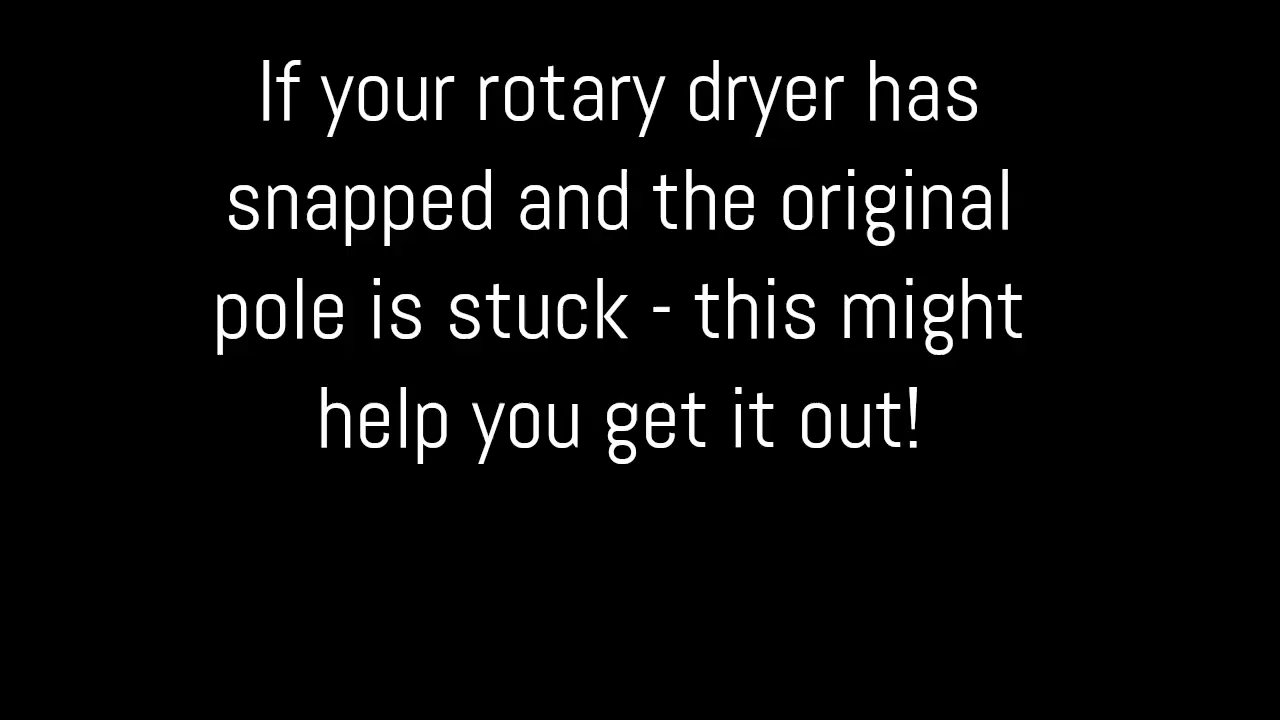 If your rotary dryer has
snapped and the original
pole is stuck - this might
help you get it out!